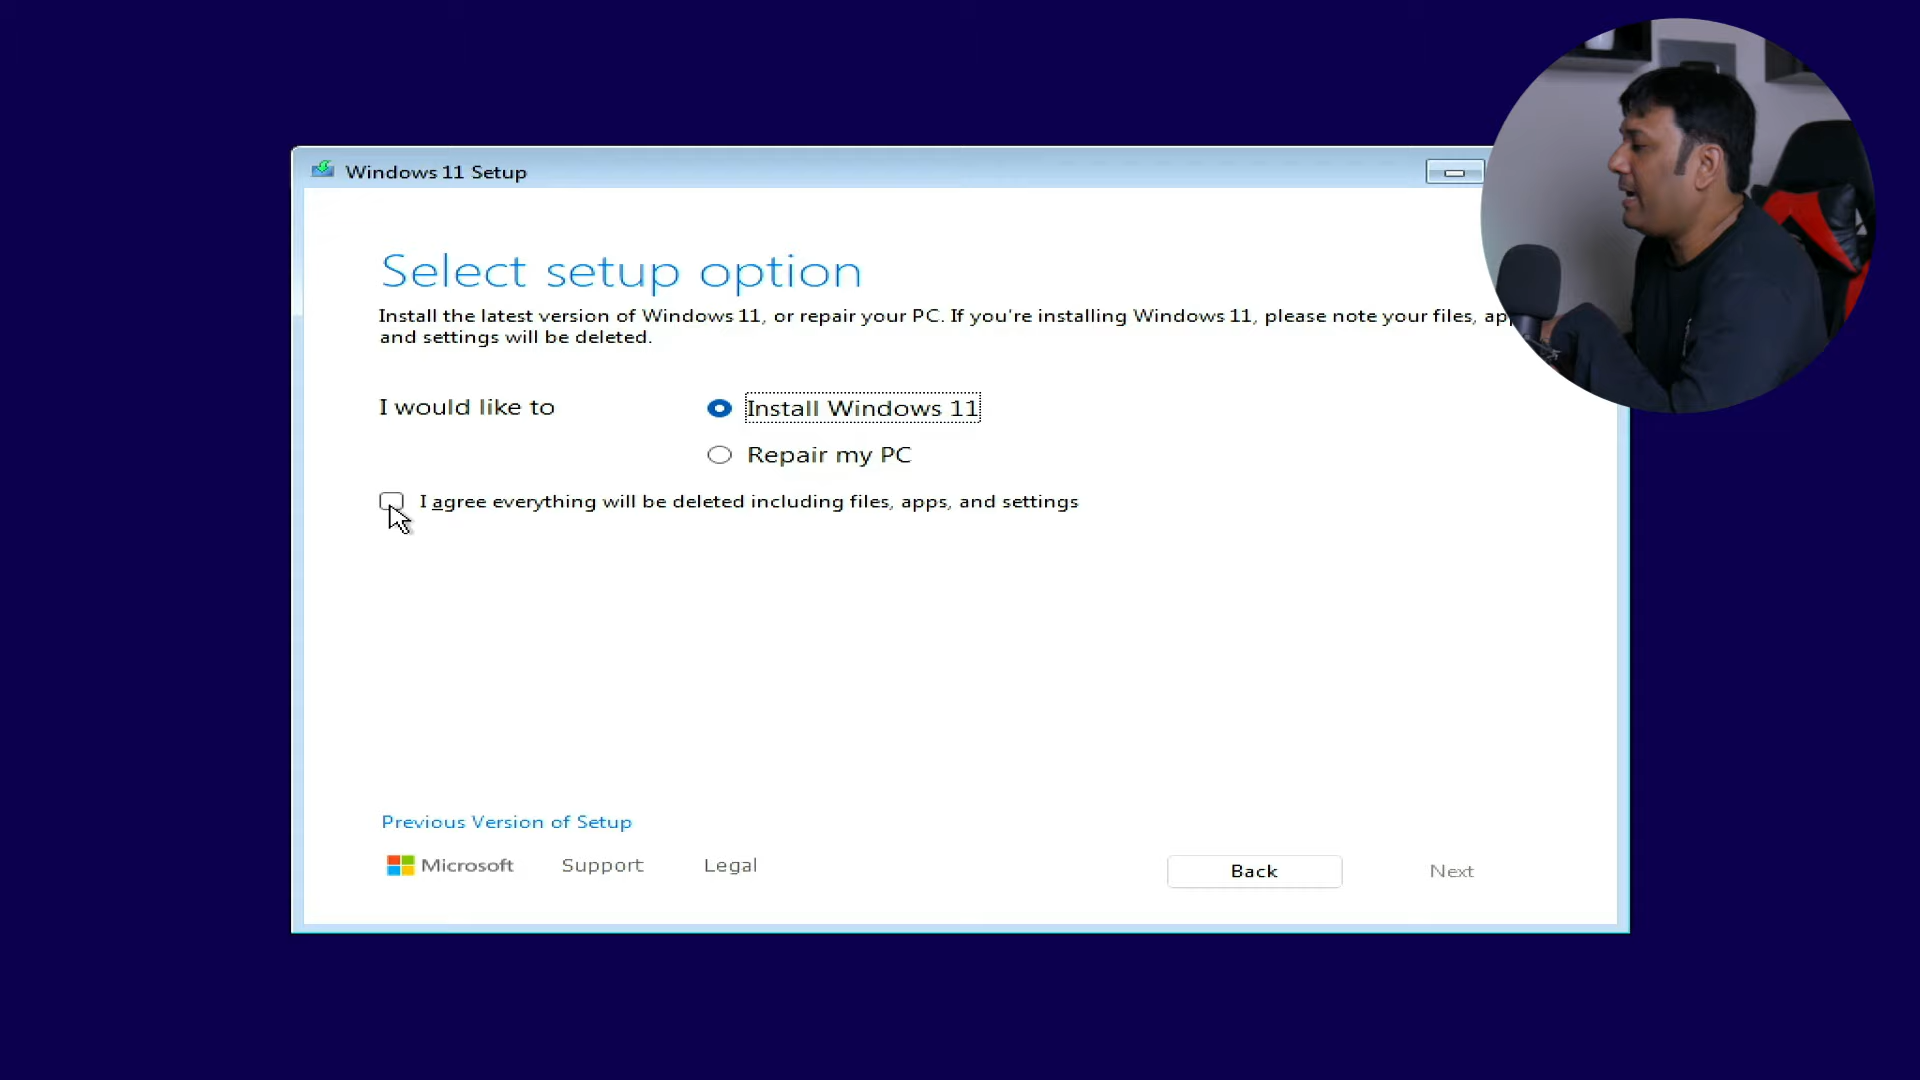 Windows 11 Setup
Select setup option
Install the latest version of Windows 11, or repair your PC. If you're installing Windows 11, please note your files,
and settings will be deleted.
I would like to
Install Windows 11
Repair my PC
I agree everything will be deleted including files, apps, and settings
Previous Version of Setup
Microsoft Support Legal
Back Next